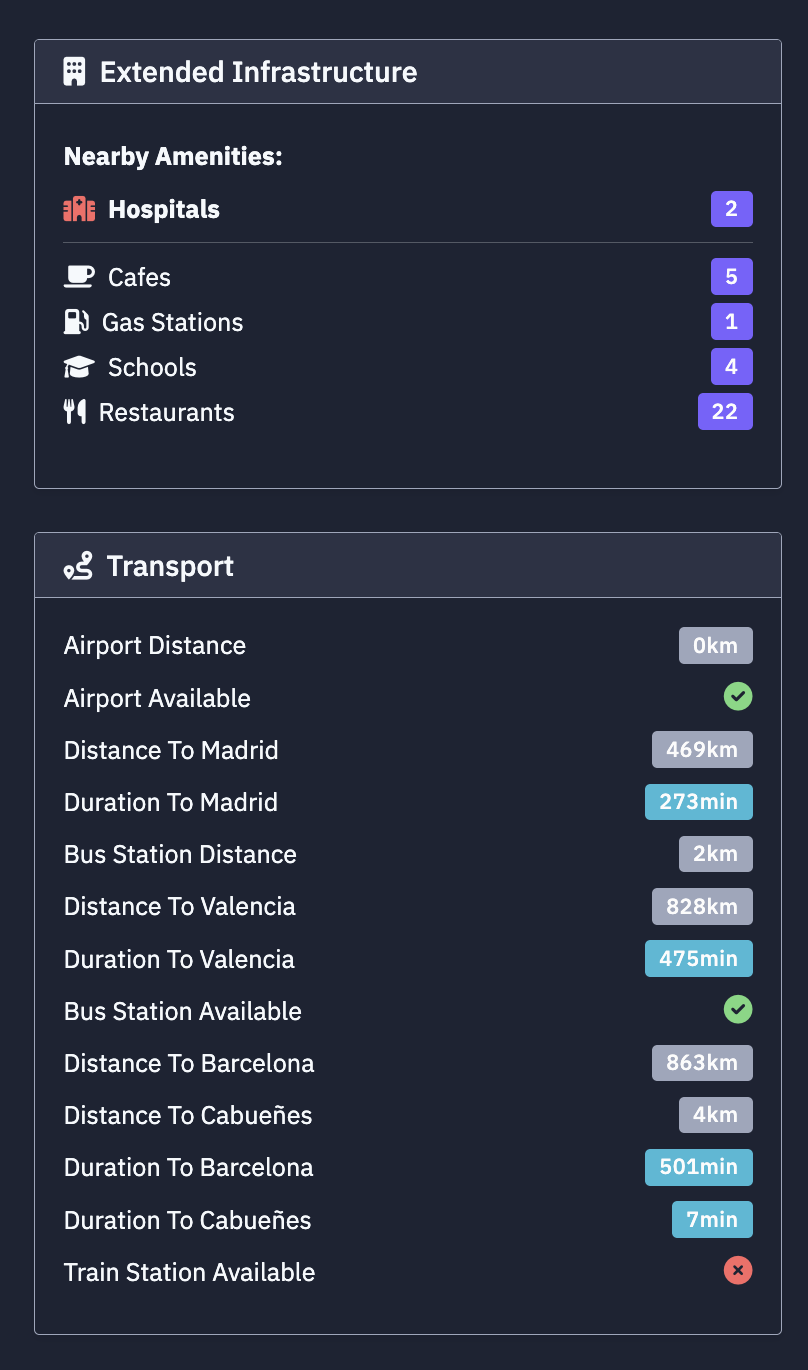 Extended Infrastructure
Nearby Amenities:
Hospitals 2
Cafes 5
Gas Stations 1
Schools 4
Restaurants 22
Transport
Airport Distance 0km
Airport Available
Distance To Madrid 469km
Duration To Madrid 273min
Bus Station Distance 2km
Distance To Valencia 828km
Duration To Valencia 475min
Bus Station Available
Distance To Barcelona 863km
Distance To Cabueñes 4km
Duration To Barcelona 501min
Duration To Cabueñes 7min
Train Station Available